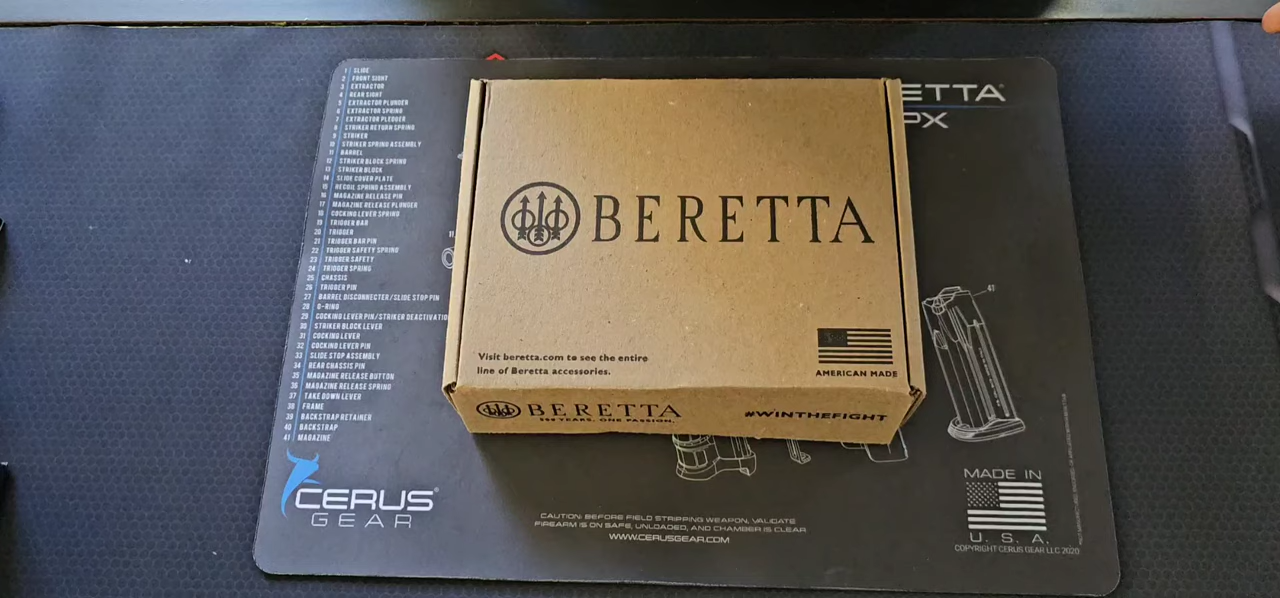 1 SLIDE
2 FRONT SIGHT
3 EXTRACTOR
4 REAR SIGHT
5 EXTRACTOR PLUNGER
6 EXTRACTOR SPRING
7 EXTRACTOR PLEDGER
8 STRIKER RETURN SPRING
9 STRIKER
10 STRIKER SPRING ASSEMBLY
11 BARREL
12 STRIKER BLOCK SPRING
13 STRIKER BLOCK
14 SLIDE COVER PLATE
15 RECOIL SPRING ASSEMBLY
16 MAGAZINE RELEASE PIN
17 MAGAZINE RELEASE PLUNGER
18 COCKING LEVER SPRING
19 TRIGGER BAR
20 TRIGGER
21 TRIGGER BAR PIN
22 TRIGGER SAFETY SPRING
23 TRIGGER SAFETY
24 TRIGGER SPRING
25 CHASSIS
26 TRIGGER PIN
27 BARREL DISCONNECTER/SLIDE STOP PIN
28 O-RING
29 COCKING LEVER PIN/STRIKER DEACTIVATIO
30 STRIKER BLOCK LEVER
31 COCKING LEVER
32 COCKING LEVER PIN
33 SLIDE STOP ASSEMBLY
34 REAR CHASSIS PIN
35 MAGAZINE RELEASE BUTTON
36 MAGAZINE RELEASE SPRING
37 TAKE DOWN LEVER
38 FRAME
39 BACKSTRAP RETAINER
40 BACKSTRAP
41 MAGAZINE
CERUS®
GEAR
ETTA®
PX
11
BERETTA
Visit beretta.com to see the entire
line of Beretta accessories.
AMERICAN MADE
BERETTA
YEARS. ONE PASSION.
#WINTHEFIGHT
41
CAUTION: BEFORE FIELD STRIPPING WEAPON, VALIDATE
FIREARM IS ON SAFE, UNLOADED, AND CHAMBER IS CLEAR
WWW.CERUSGEAR.COM
MADE IN
U. S. A.
COPYRIGHT CERUS GEAR LLC 2020